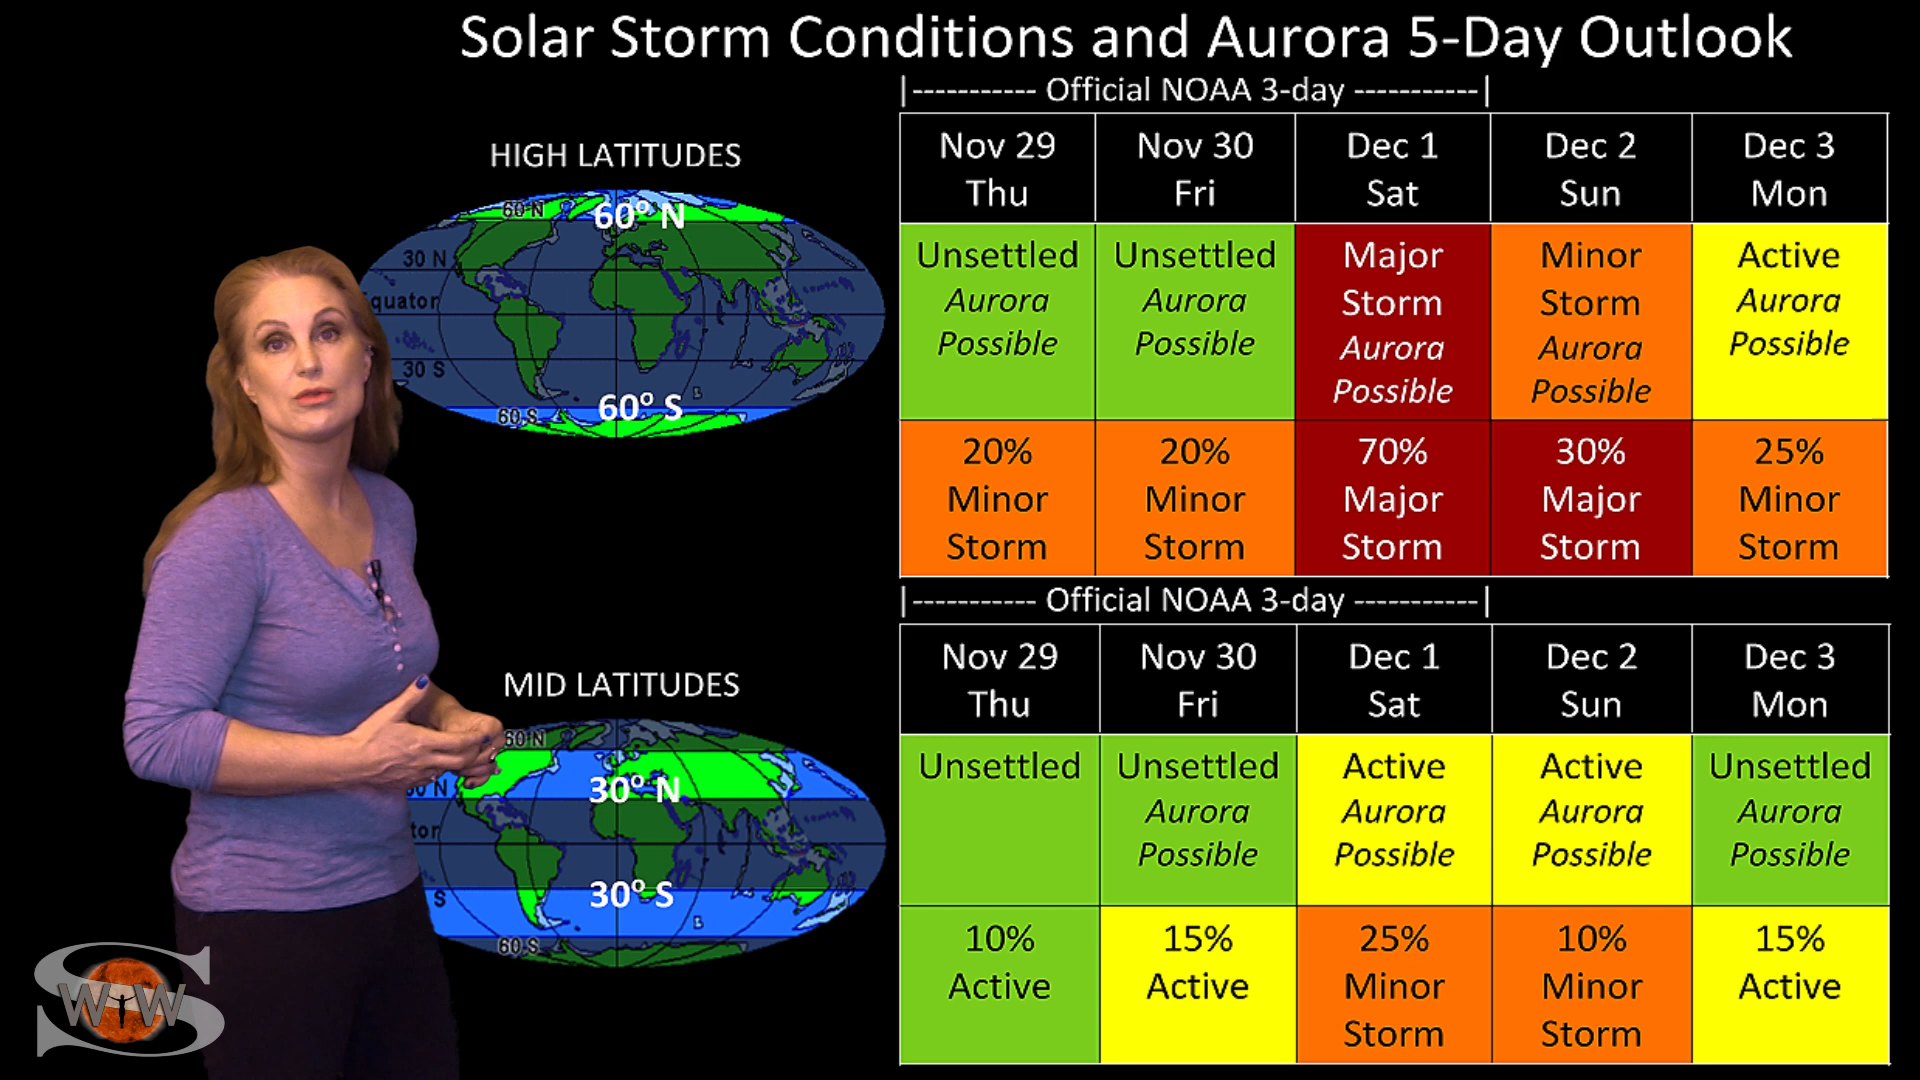 Solar Storm Conditions and Aurora 5-Day Outlook
|----------- Official NOAA 3-day -----------|
HIGH LATITUDES
60 N
60º N
30 N
quator
30 S
60 S
60º S
Nov 29 Thu
Nov 30 Fri
Dec 1 Sat
Dec 2 Sun
Dec 3 Mon
Unsettled
Aurora
Possible
Unsettled
Aurora
Possible
Major
Storm
Aurora
Possible
Minor
Storm
Aurora
Possible
Active
Aurora
Possible
20%
Minor
Storm
20%
Minor
Storm
70%
Major
Storm
30%
Major
Storm
25%
Minor
Storm
|----------- Official NOAA 3-day -----------|
MID LATITUDES
60 N
30º N
0 N
tor
S
30º S
60 S
Nov 29 Thu
Nov 30 Fri
Dec 1 Sat
Dec 2 Sun
Dec 3 Mon
Unsettled
Unsettled
Aurora
Possible
Active
Aurora
Possible
Active
Aurora
Possible
Unsettled
Aurora
Possible
10%
Active
15%
Active
25%
Minor
Storm
10%
Minor
Storm
15%
Active
S
WTW